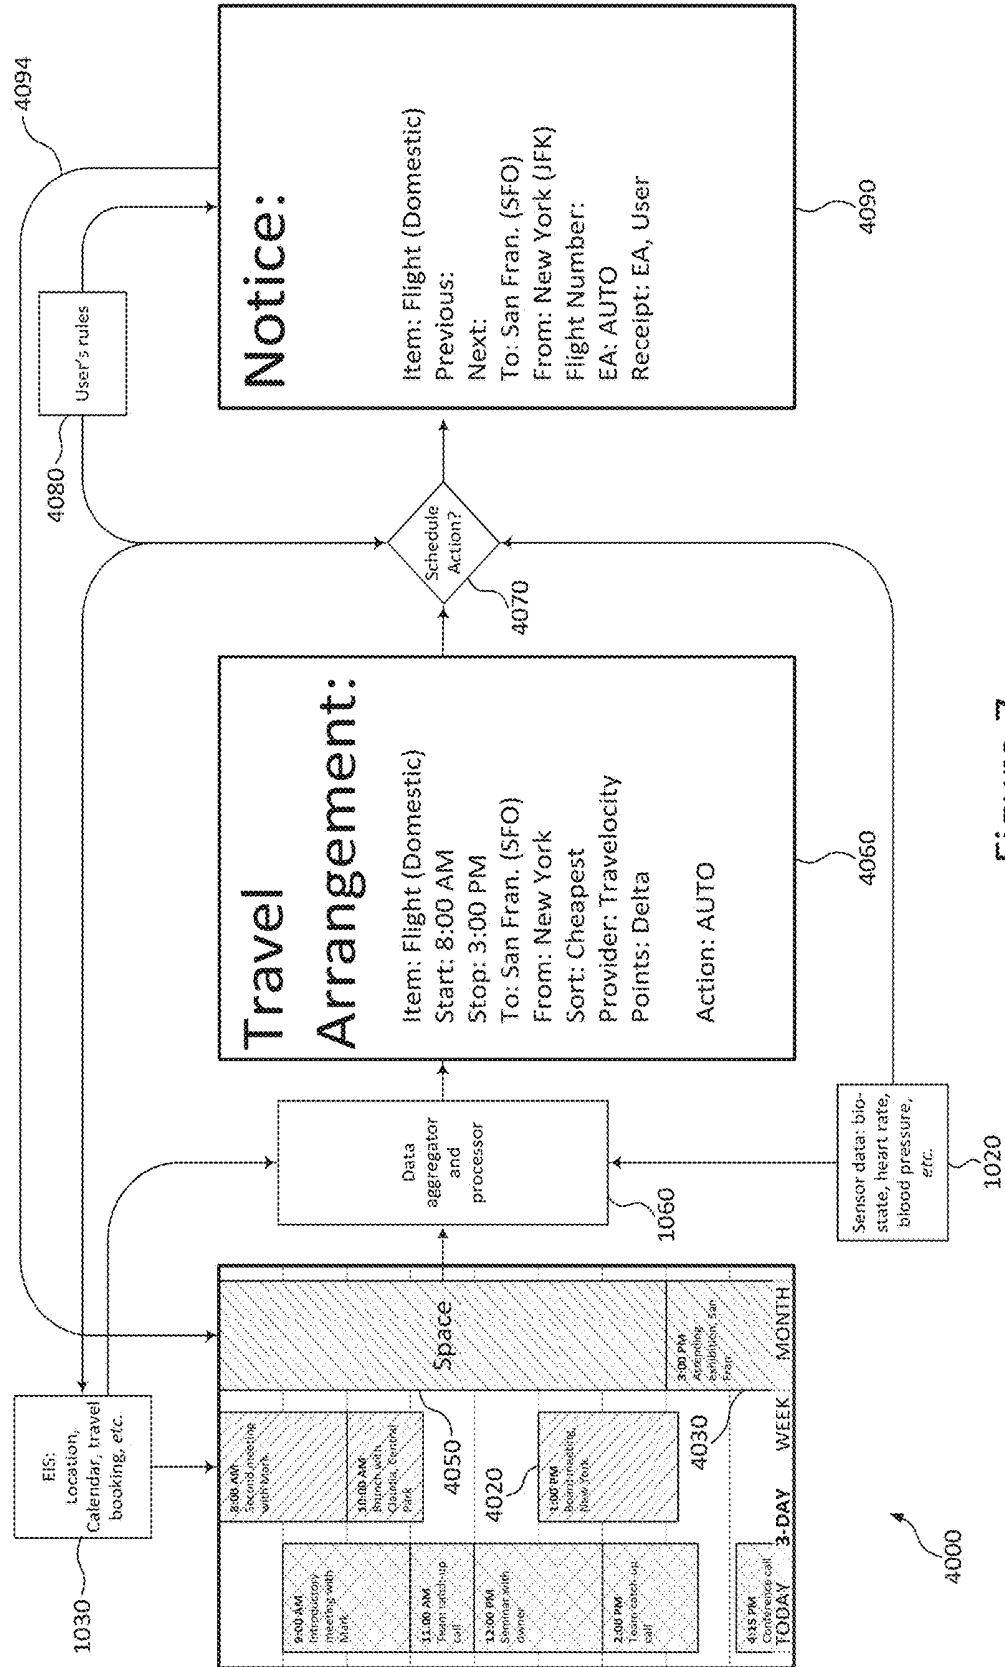 1030
EIS:
Location,
Calendar, travel
booking, etc.
9:00 AM
Introductory
meeting with
Mark
11:00 AM
Team catch-up
call
12:00 PM
Seminar with
owner
2:00 PM
Team catch-up
call
4:15 PM
Conference call
8:00 AM
Second meeting
with Mark
10:00 AM
Brunch with
Claudia, Central
Park
1:00 PM
Board meeting,
New York
Space
3:00 PM
Attending
exhibition, San
Fran
TODAY 3-DAY WEEK MONTH
4050
4020
4030
4000
Data
aggregator
and
processor
1060
Sensor data: bio-
state, heart rate,
blood pressure,
etc.
1020
Travel
Arrangement:
Item: Flight (Domestic)
Start: 8:00 AM
Stop: 3:00 PM
To: San Fran. (SFO)
From: New York
Sort: Cheapest
Provider: Travelocity
Points: Delta
Action: AUTO
4060
Schedule
Action?
4070
User's rules
4080
4094
Notice:
Item: Flight (Domestic)
Previous:
Next:
To: San Fran. (SFO)
From: New York (JFK)
Flight Number:
EA: AUTO
Receipt: EA, User
4090
Figure 7